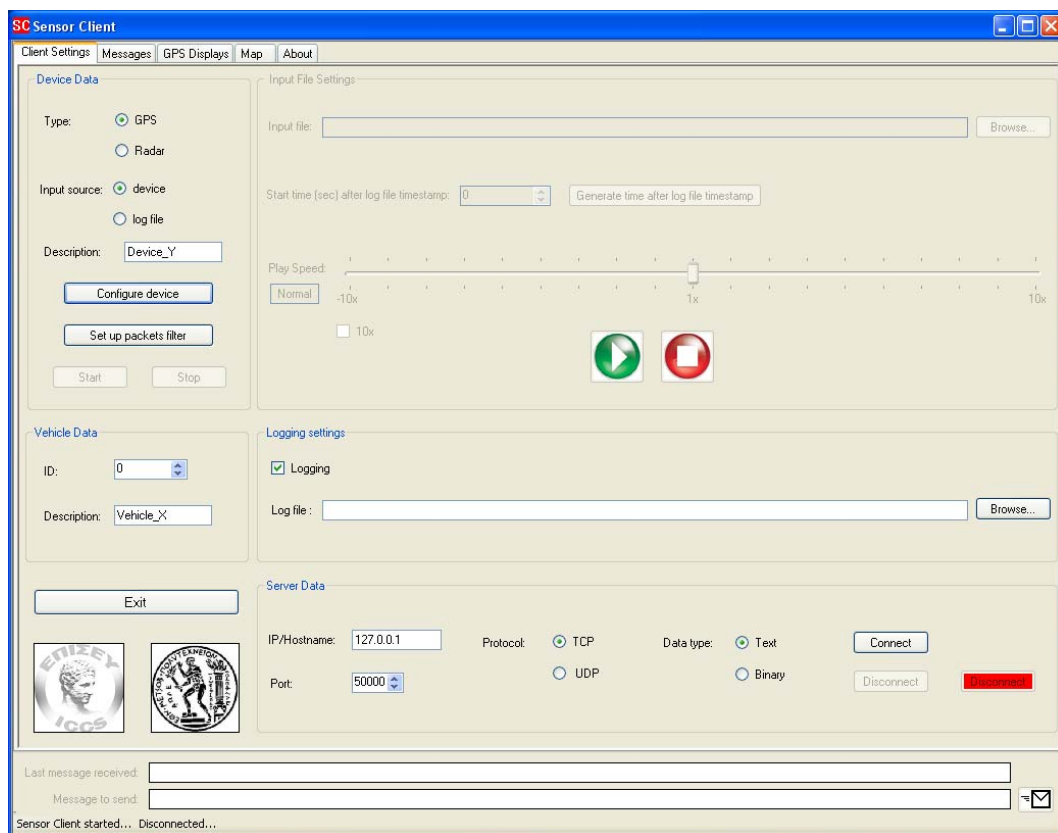 SC Sensor Client
Client Settings Messages GPS Displays Map About
Device Data
Type: GPS
Radar
Input source: device
log file
Description: Device_Y
Configure device
Set up packets filter
Start Stop
Input File Settings
Input file: Browse...
Start time (sec) after log file timestamp: 0 Generate time after log file timestamp
Play Speed:
Normal -10x 1x 10x
10x
Vehicle Data
ID: 0
Description: Vehicle_X
Logging settings
Logging
Log file : Browse...
Exit
ΕΠΙΣΕΥ
ICCS
Server Data
IP/Hostname: 127.0.0.1 Protocol: TCP Data type: Text Connect
Port: 50000 UDP Binary Disconnect Disconnect
Last message received:
Message to send:
Sensor Client started... Disconnected...